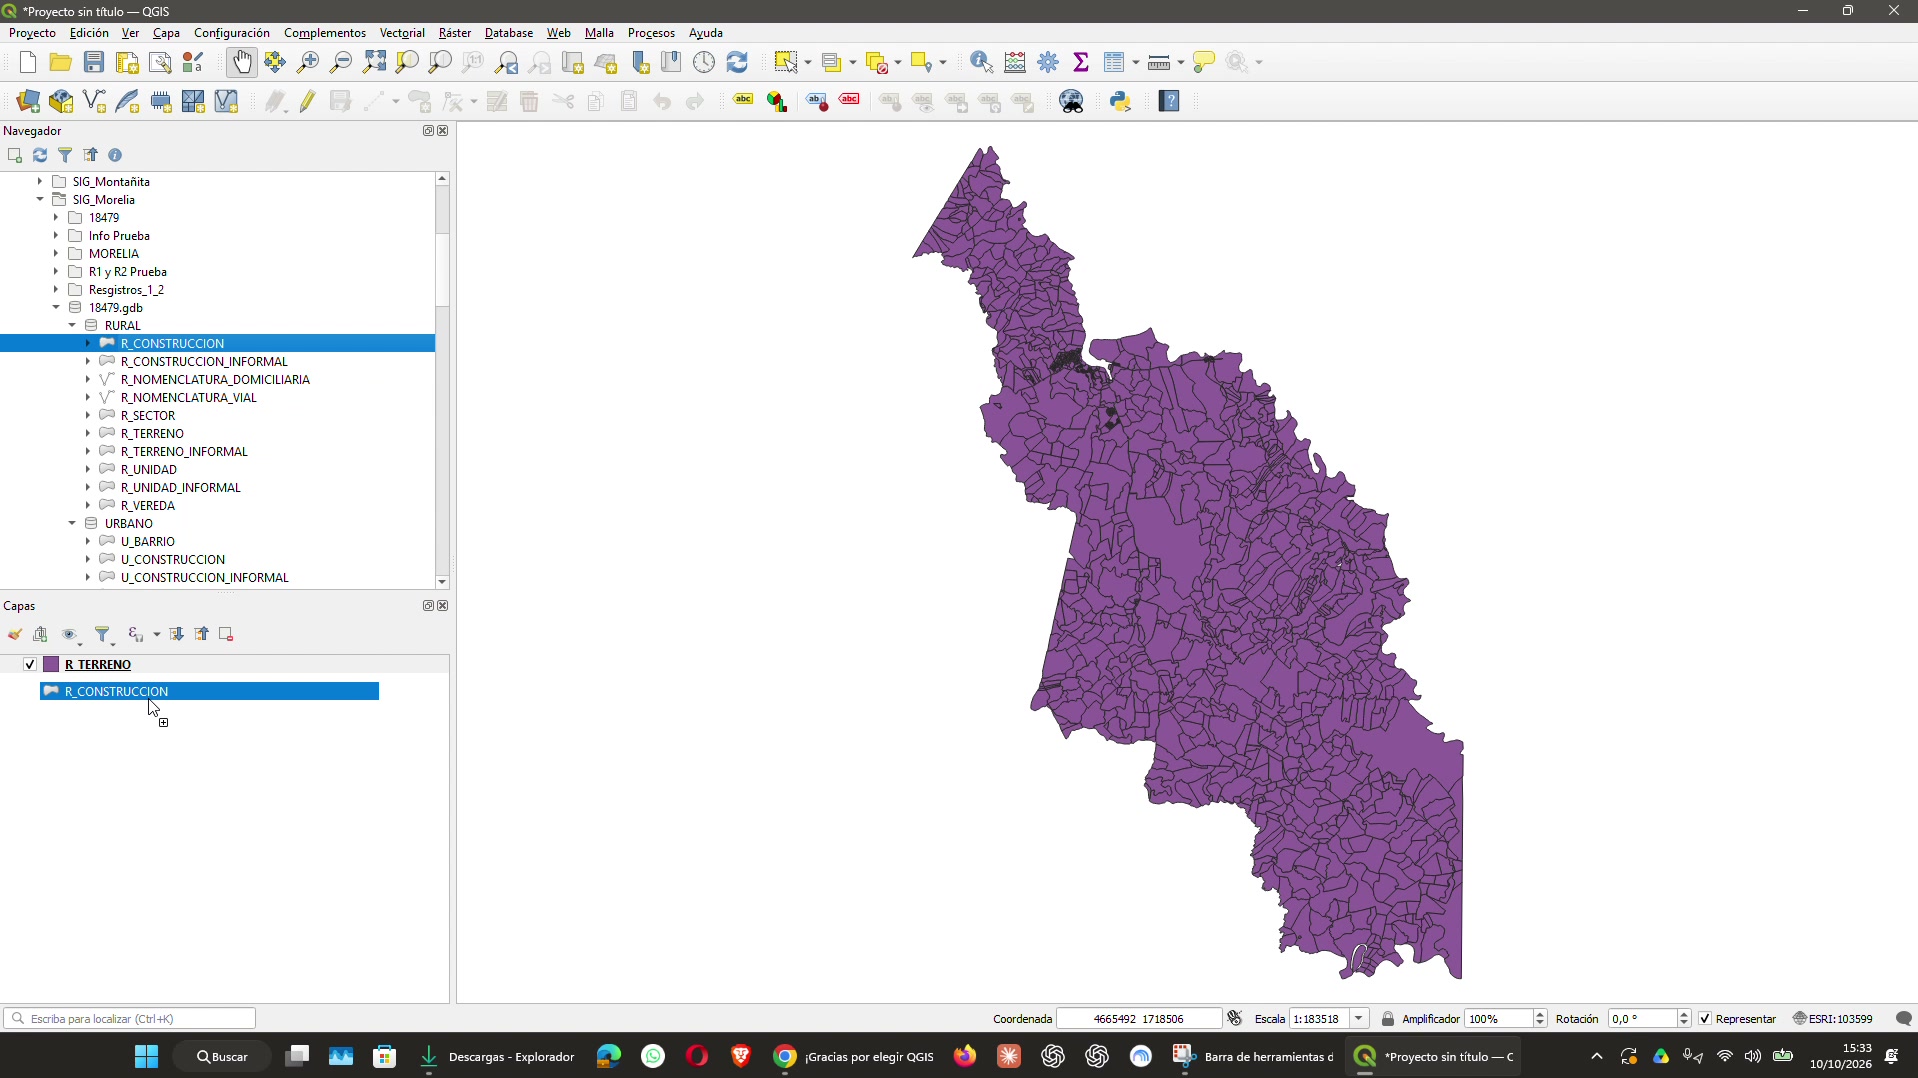 *Proyecto sin título — QGIS
Proyecto Edición Ver Capa Configuración Complementos Vectorial Ráster Database Web Malla Procesos Ayuda
Navegador
SIG_Montañita
SIG_Morelia
18479
Info Prueba
MORELIA
R1 y R2 Prueba
Resgistros_1_2
18479.gdb
RURAL
R_CONSTRUCCION
R_CONSTRUCCION_INFORMAL
R_NOMENCLATURA_DOMICILIARIA
R_NOMENCLATURA_VIAL
R_SECTOR
R_TERRENO
R_TERRENO_INFORMAL
R_UNIDAD
R_UNIDAD_INFORMAL
R_VEREDA
URBANO
U_BARRIO
U_CONSTRUCCION
U_CONSTRUCCION_INFORMAL
Capas
R_TERRENO
R_CONSTRUCCION
Escriba para localizar (Ctrl+K)
Coordenada 4665492 1718506 Escala 1:183518 Amplificador 100% Rotación 0,0 ° Representar ESRI:103599
Buscar
Descargas - Explorador
¡Gracias por elegir QGIS
Barra de herramientas d
*Proyecto sin título — C
15:33
10/10/2026